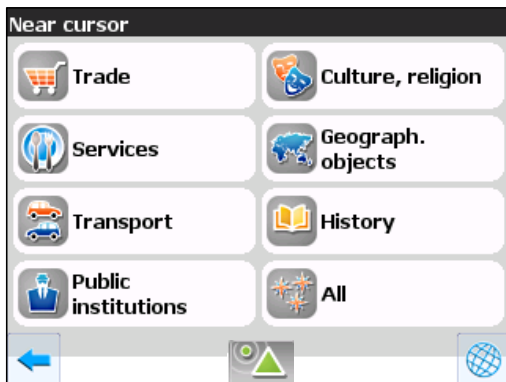 Near cursor
Trade
Culture, religion
Services
Geograph.
objects
Transport
History
Public
institutions
All